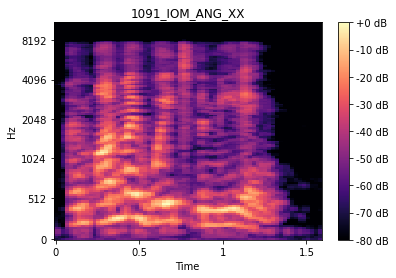 1091_IOM_ANG_XX
8192
4096
2048
1024
512
0
Hz
0
0.5
1
1.5
Time
+0 dB
-10 dB
-20 dB
-30 dB
-40 dB
-50 dB
-60 dB
-70 dB
-80 dB